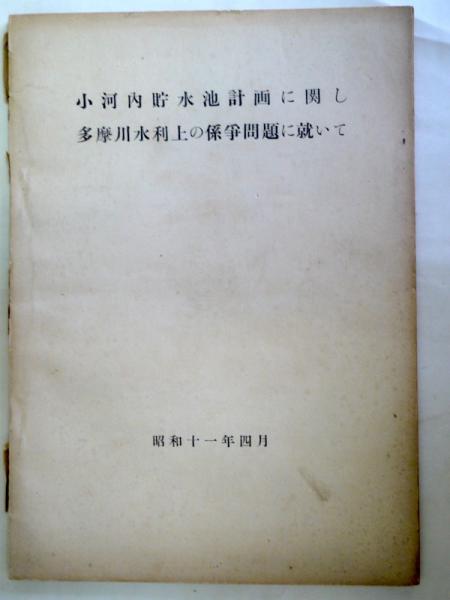 小河内貯水池計画に関し
多摩川水利上の係爭問題に就いて
昭和十一年四月